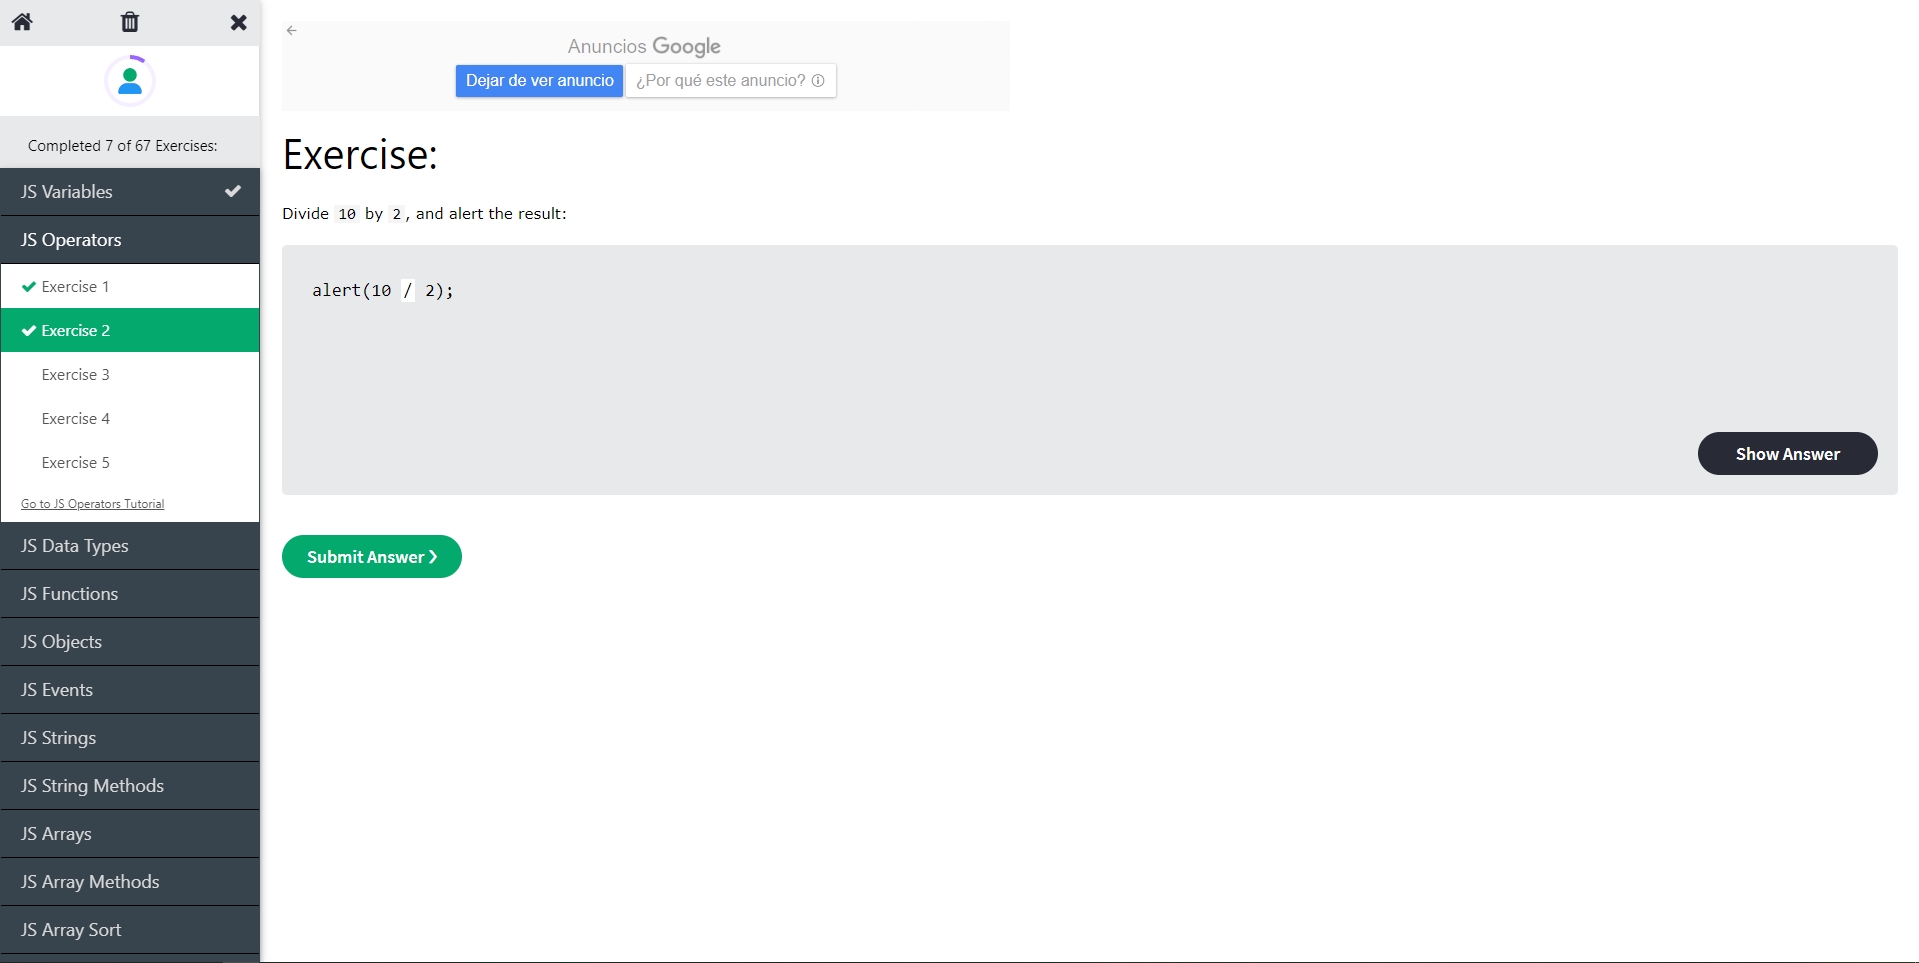 Completed 7 of 67 Exercises:
JS Variables
JS Operators
Exercise 1
Exercise 2
Exercise 3
Exercise 4
Exercise 5
Go to JS Operators Tutorial
JS Data Types
JS Functions
JS Objects
JS Events
JS Strings
JS String Methods
JS Arrays
JS Array Methods
JS Array Sort
Anuncios Google
Dejar de ver anuncio
¿Por qué este anuncio?
Exercise:
Divide 10 by 2, and alert the result:
alert(10 / 2);
Show Answer
Submit Answer ❯